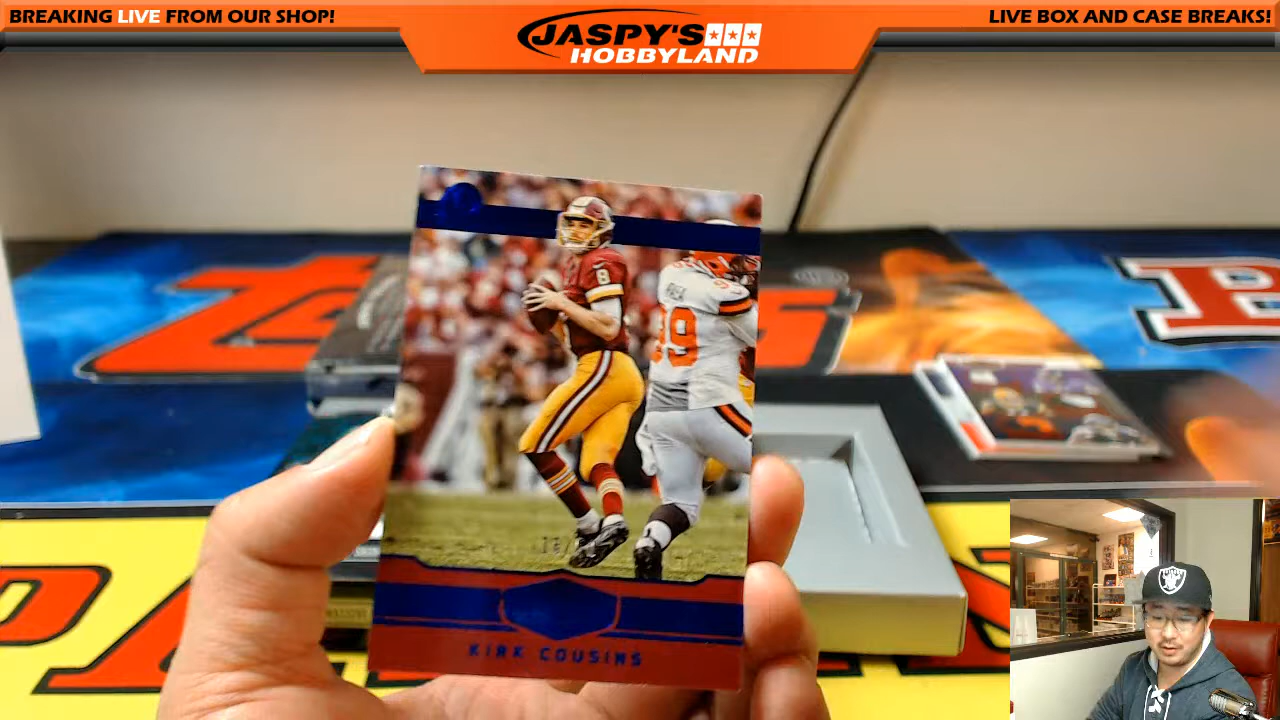 BREAKING LIVE FROM OUR SHOP!
JASPY'S
HOBBYLAND
LIVE BOX AND CASE BREAKS!
8
99
KIRK COUSINS